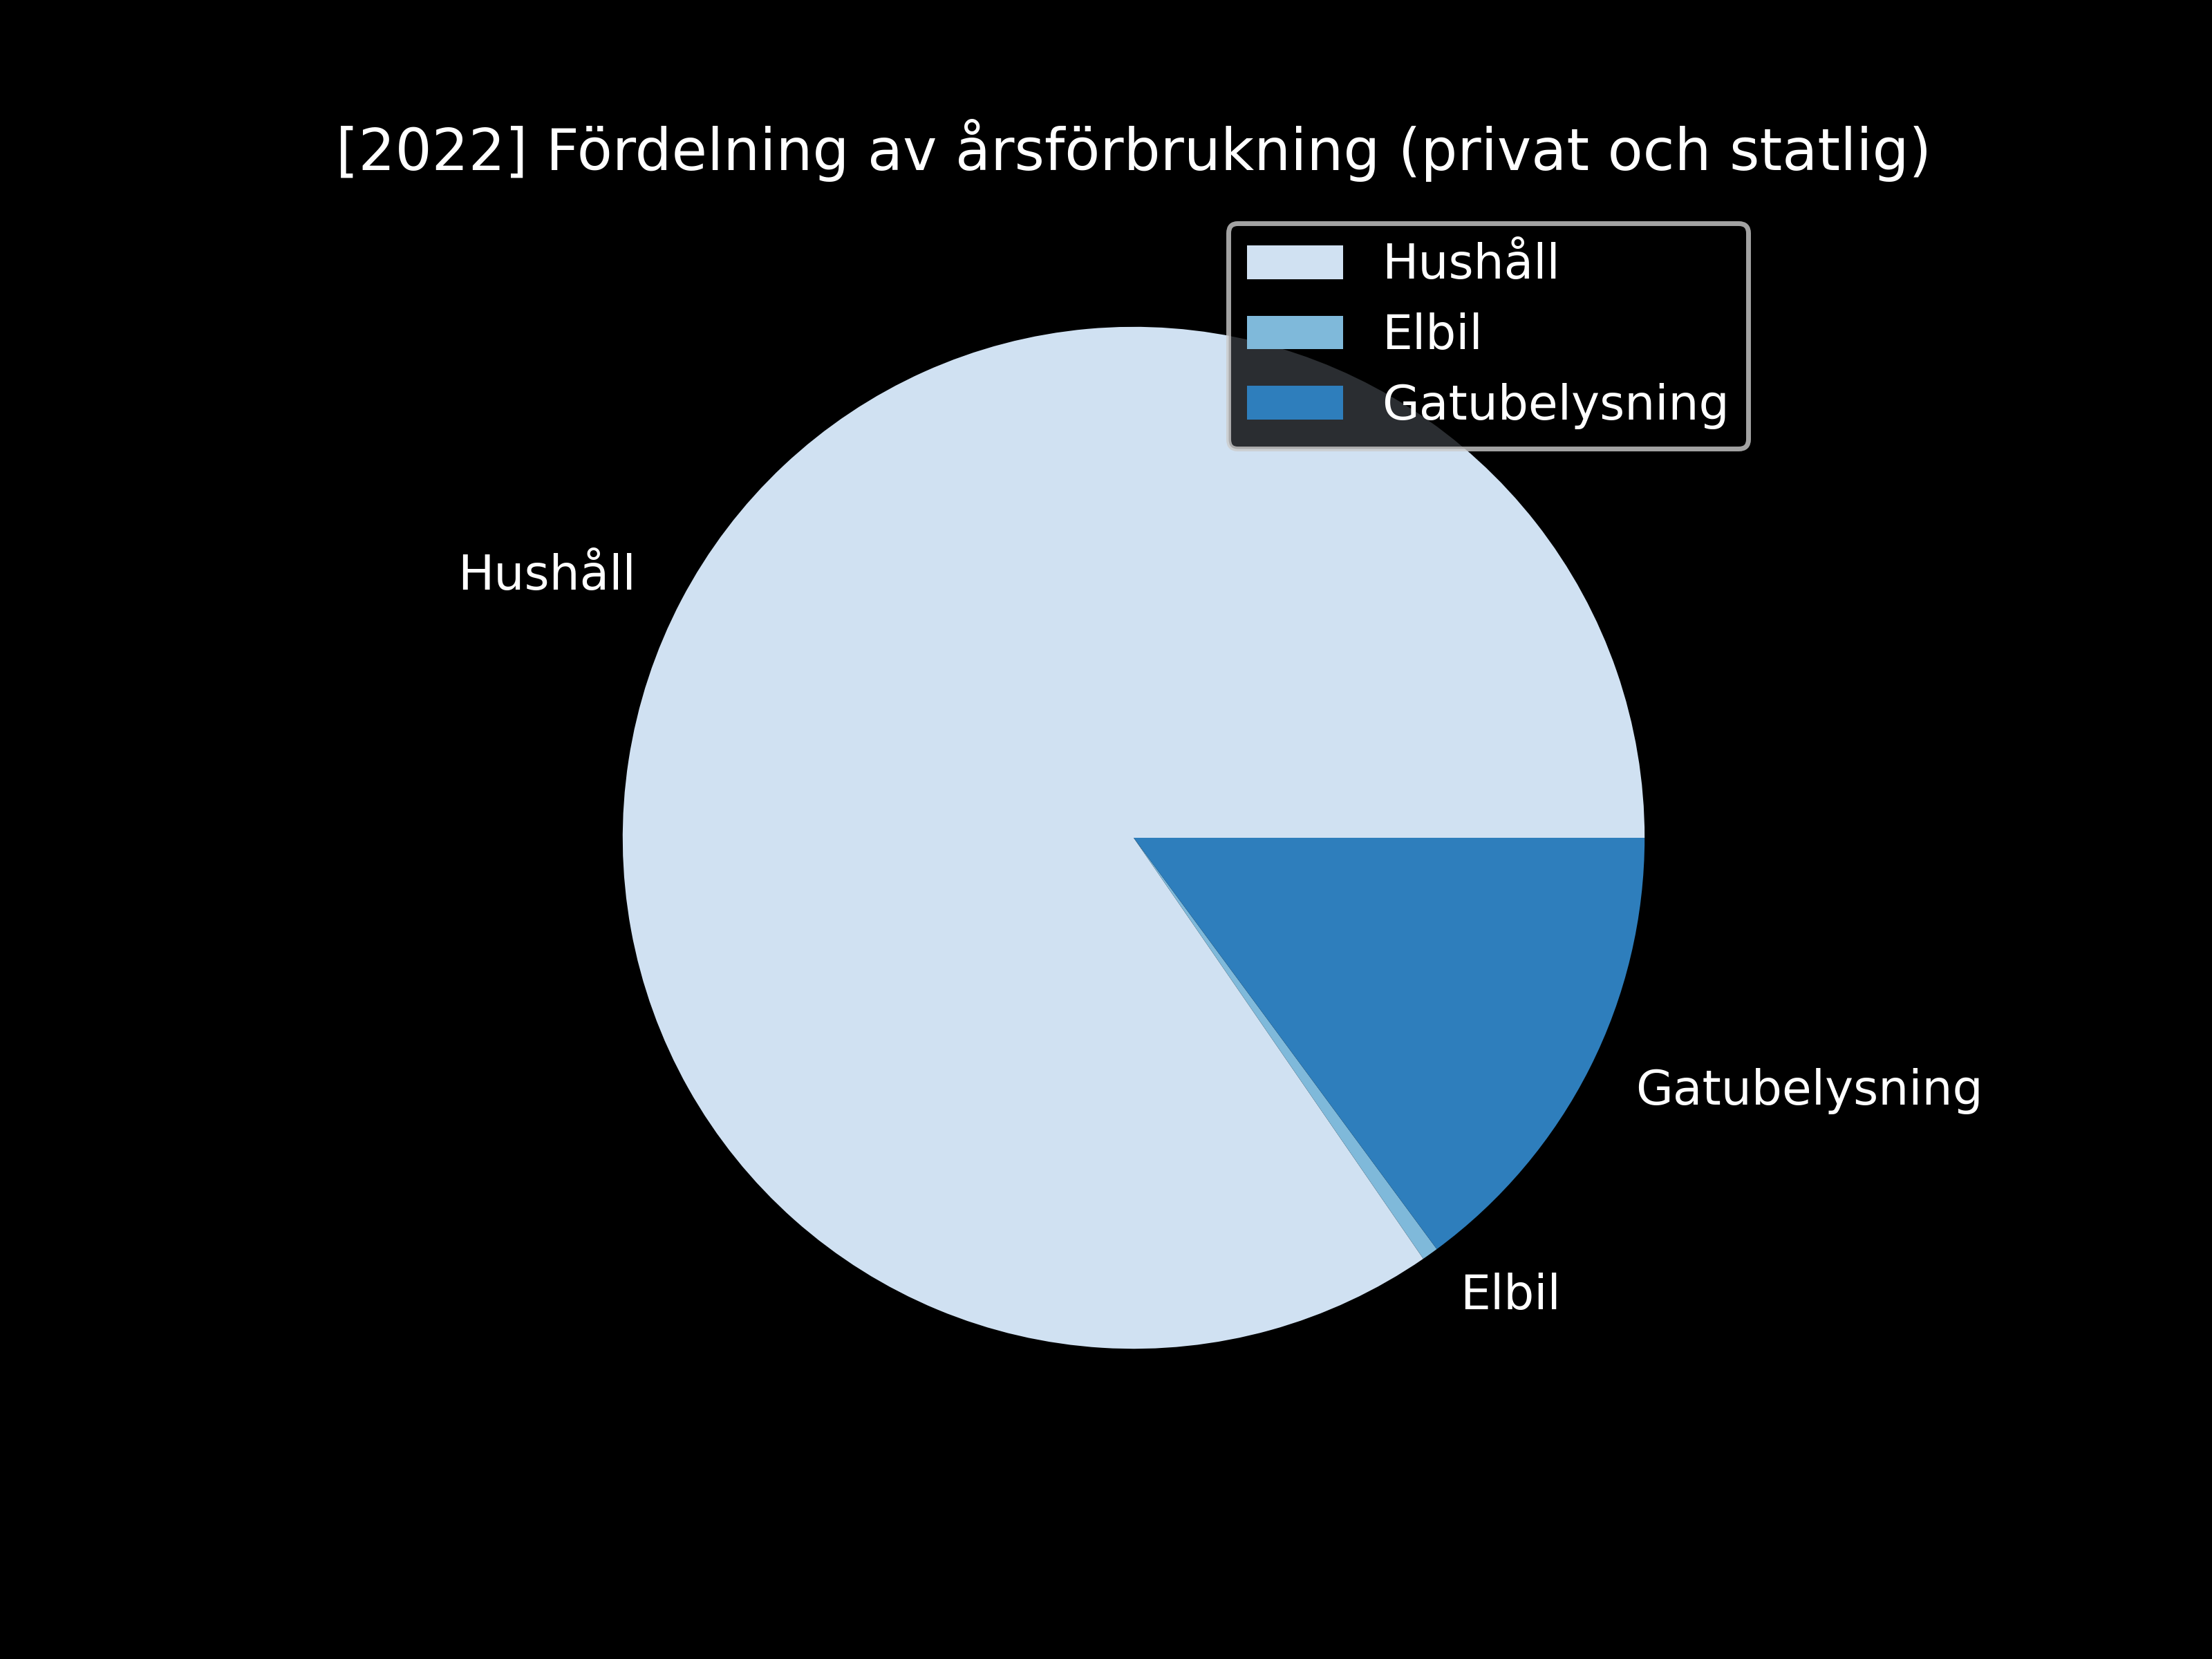 [2022] Fördelning av årsförbrukning (privat och statlig)
Hushåll
Elbil
Gatubelysning
Hushåll
Gatubelysning
Elbil